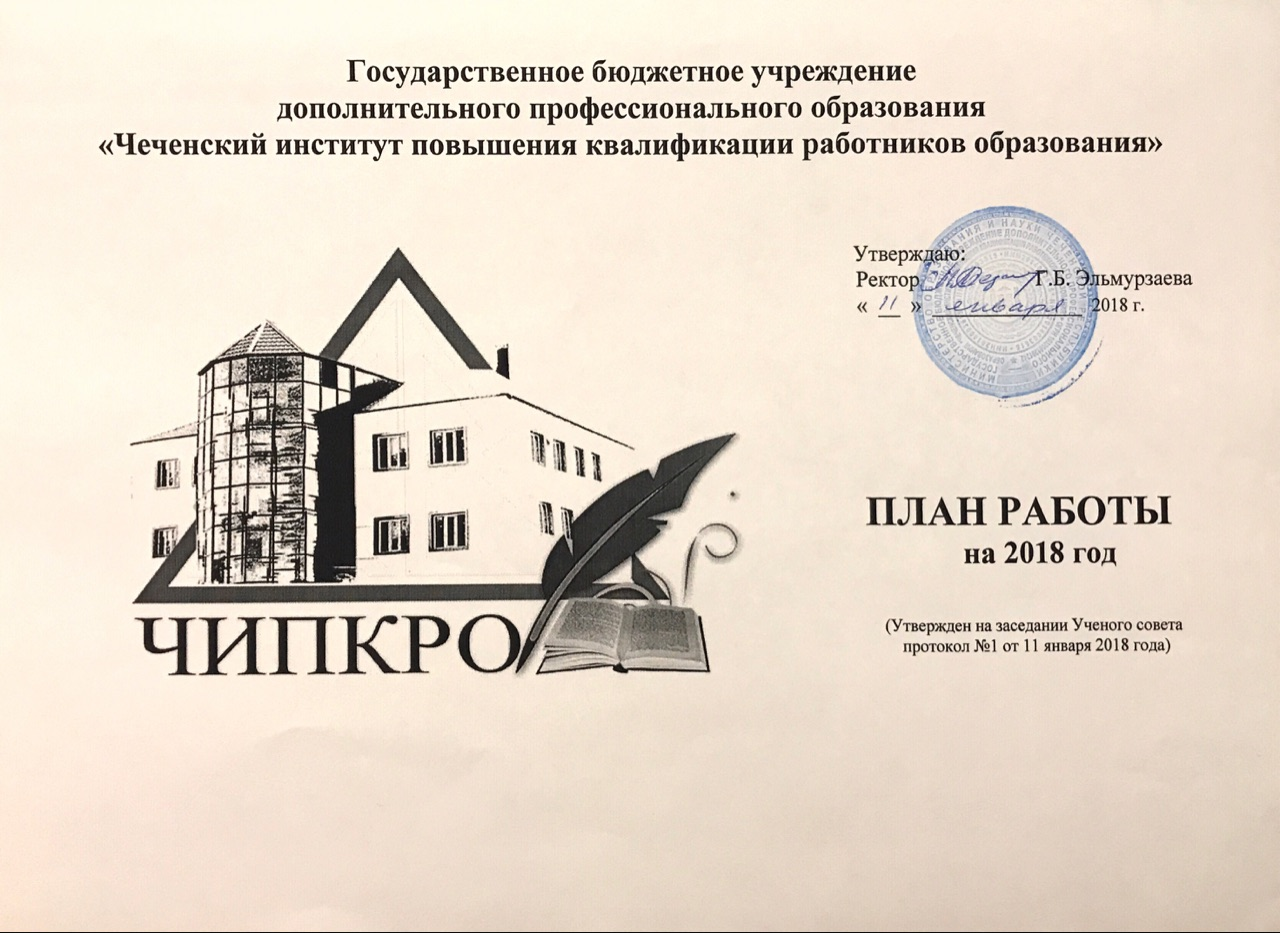 Государственное бюджетное учреждение
дополнительного профессионального образования
«Чеченский институт повышения квалификации работников образования»
Утверждаю:
Ректор Г.Б. Эльмурзаева
« 11 » января 2018 г.
ПЛАН РАБОТЫ
на 2018 год
(Утвержден на заседании Ученого совета
протокол №1 от 11 января 2018 года)
ЧИПКРО